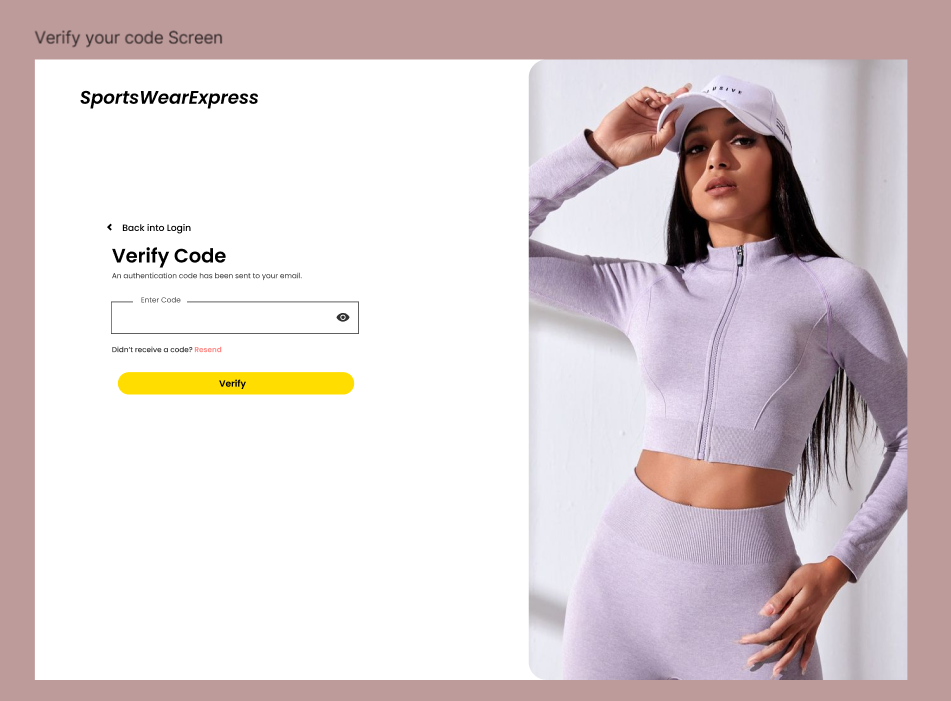 Verify your code Screen
SportsWearExpress
Back into Login
Verify Code
An authentication code has been sent to your email.
Enter Code
Didn't receive a code? Resend
Verify